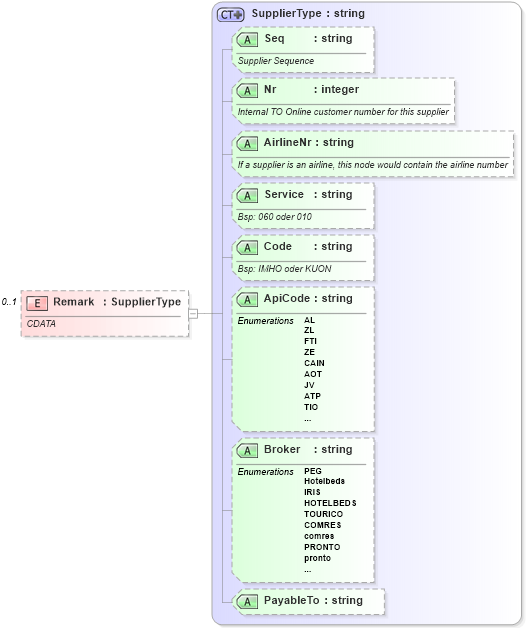 CT SupplierType : string
A Seq : string
Supplier Sequence
A Nr : integer
Internal TO Online customer number for this supplier
A AirlineNr : string
If a supplier is an airline, this node would contain the airline number
A Service : string
Bsp: 060 oder 010
A Code : string
Bsp: IMHO oder KUON
0..1
E Remark : SupplierType
CDATA
A ApiCode : string
Enumerations AL
ZL
FTI
ZE
CAIN
AOT
JV
ATP
TIO
...
A Broker : string
Enumerations PEG
Hotelbeds
IRIS
HOTELBEDS
TOURICO
COMRES
comres
PRONTO
pronto
...
A PayableTo : string